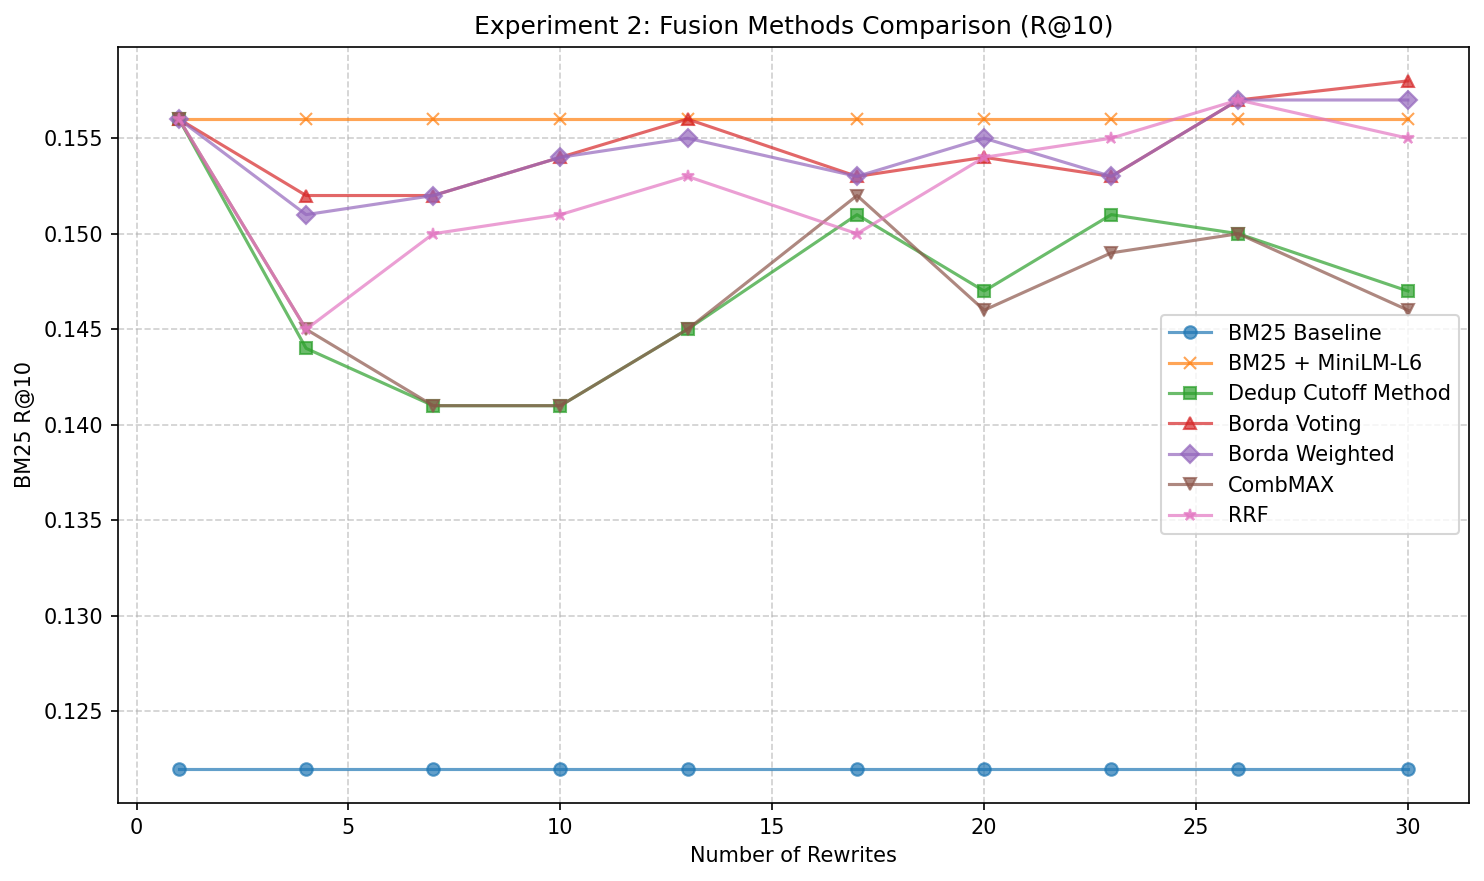 Experiment 2: Fusion Methods Comparison (R@10)
BM25 R@10
0.155
0.150
0.145
0.140
0.135
0.130
0.125
BM25 Baseline
BM25 + MiniLM-L6
Dedup Cutoff Method
Borda Voting
Borda Weighted
CombMAX
RRF
0 5 10 15 20 25 30
Number of Rewrites